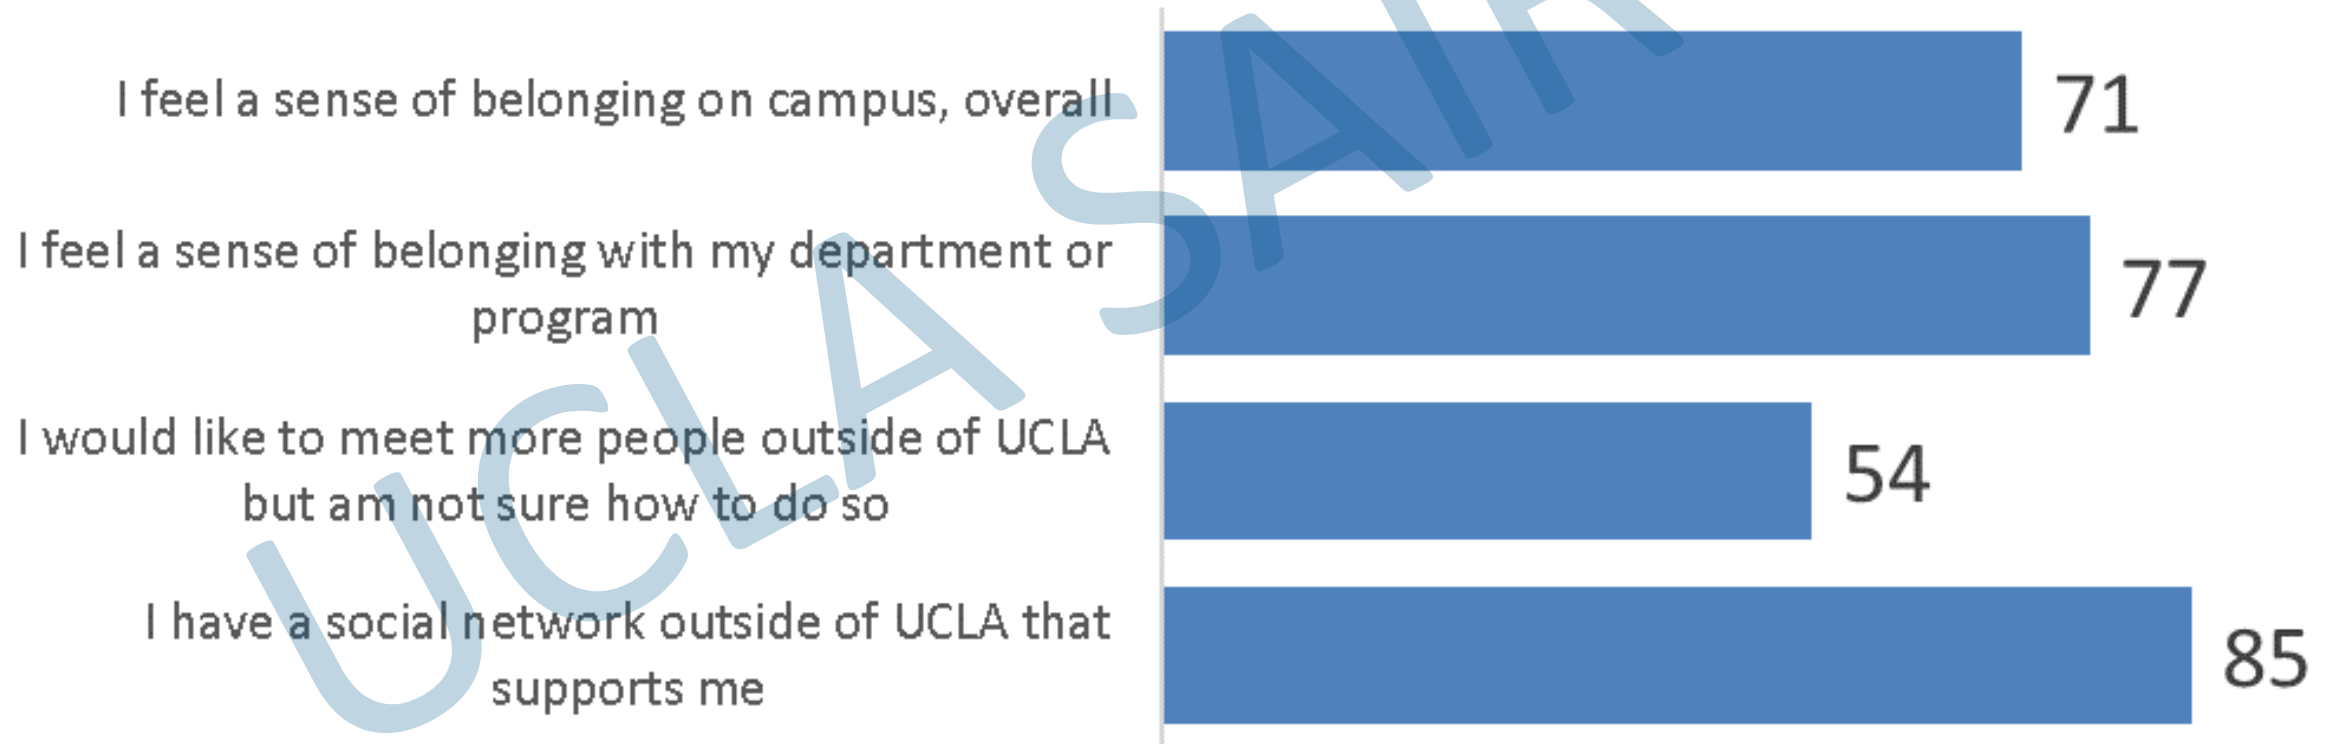 I feel a sense of belonging on campus, overall
71
I feel a sense of belonging with my department or
program
77
I would like to meet more people outside of UCLA
but am not sure how to do so
54
I have a social network outside of UCLA that
supports me
85
UCLA SAIR